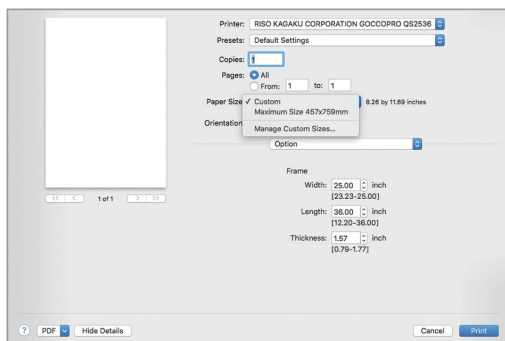 Printer: RISO KAGAKU CORPORATION GOCCOPRO QS2536
Presets: Default Settings
Copies: 1
Pages: All
From: 1 to: 1
Paper Size ✓ Custom 8.26 by 11.69 inches
Maximum Size 457x759mm
Orientation
Manage Custom Sizes...
Option
Frame
Width: 25.00 inch
[23.23-25.00]
<< < 1 of 1 > >>
Length: 36.00 inch
[12.20-36.00]
Thickness: 1.57 inch
[0.79-1.77]
? PDF Hide Details Cancel Print